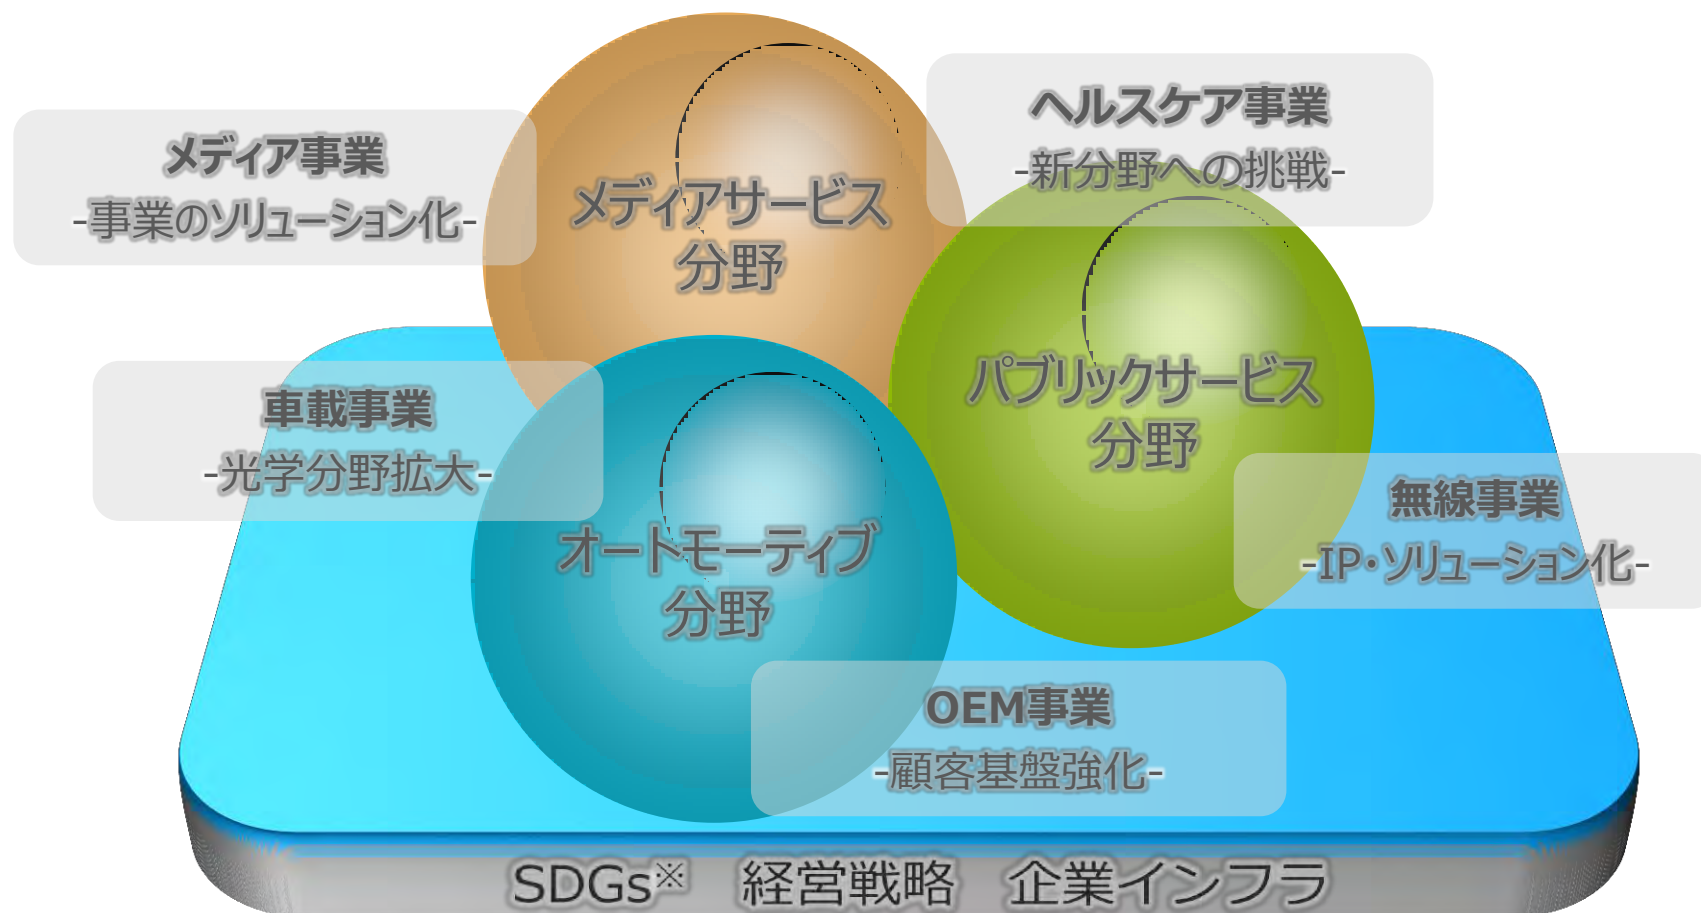 メディア事業
-事業のソリューション化-
ヘルスケア事業
-新分野への挑戦-
メディアサービス
分野
車載事業
-光学分野拡大-
パブリックサービス
分野
無線事業
-IP・ソリューション化-
オートモーティブ
分野
OEM事業
-顧客基盤強化-
SDGs※　経営戦略　企業インフラ